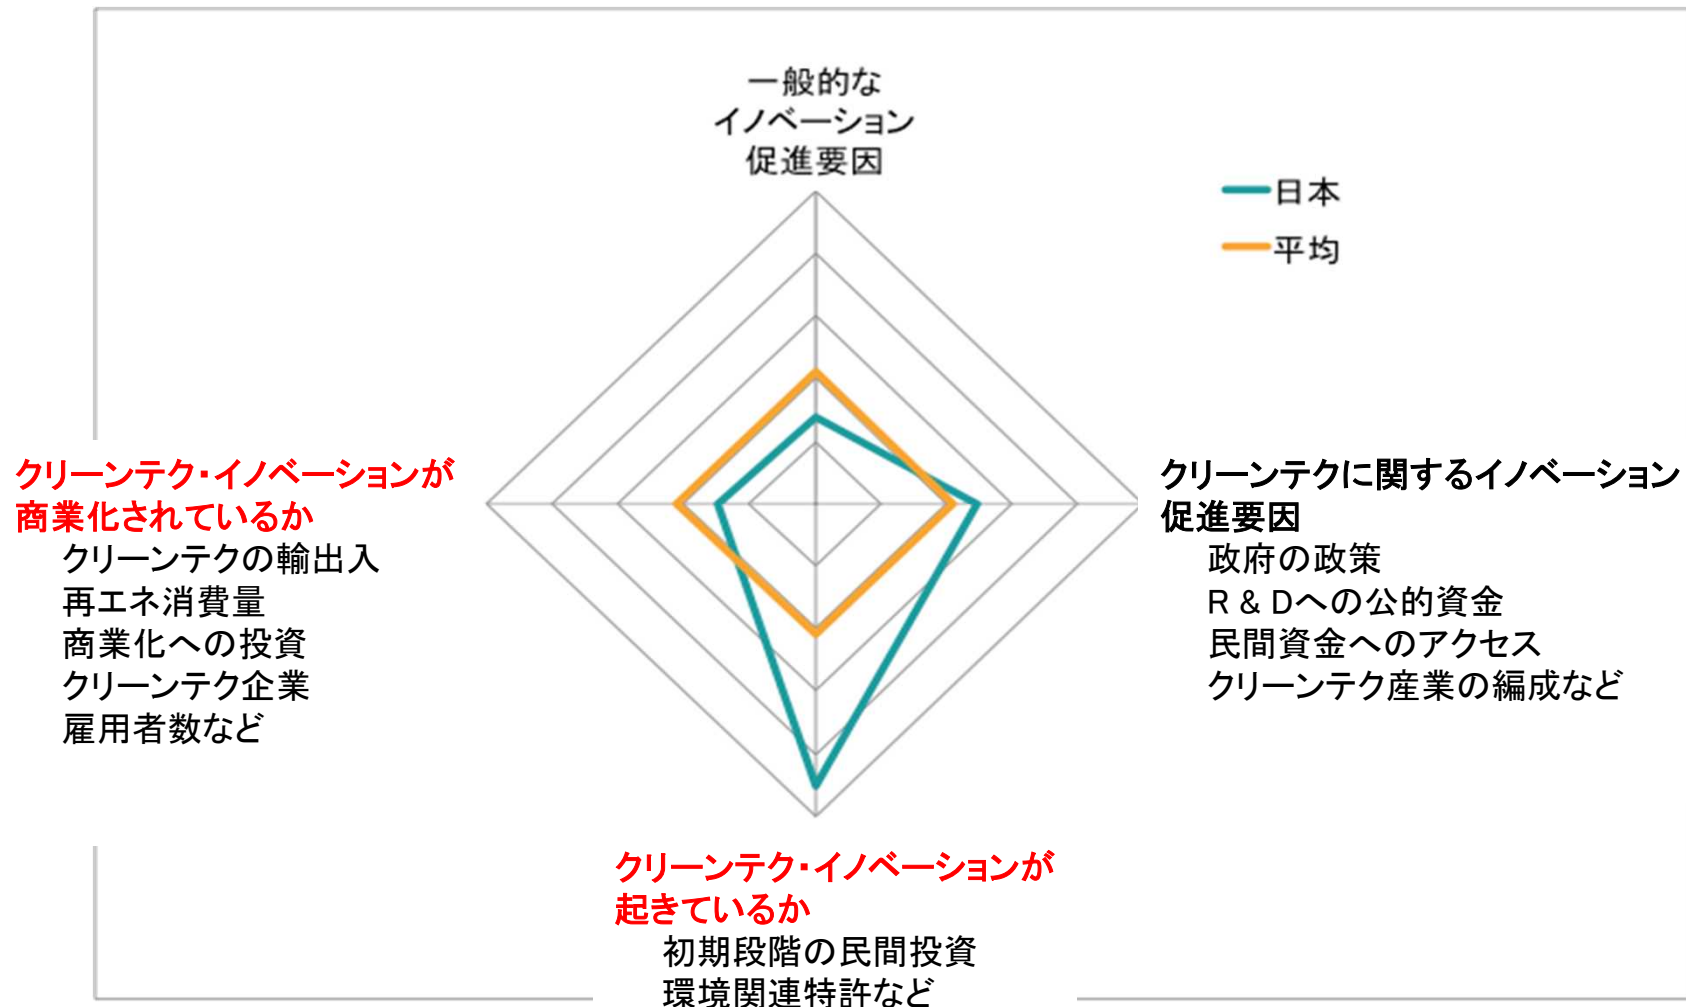 一般的な
イノベーション
促進要因
日本
平均
クリーンテク・イノベーションが
商業化されているか
クリーンテクの輸出入
再エネ消費量
商業化への投資
クリーンテク企業
雇用者数など
クリーンテクに関するイノベーション
促進要因
政府の政策
R & Dへの公的資金
民間資金へのアクセス
クリーンテク産業の編成など
クリーンテク・イノベーションが
起きているか
初期段階の民間投資
環境関連特許など